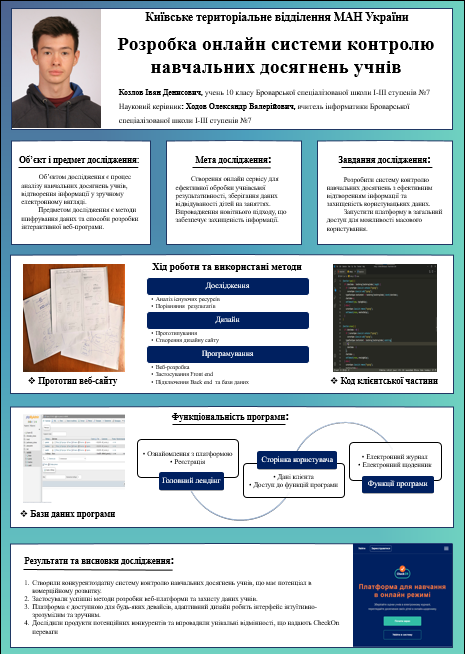 Київське територіальне відділення МАН України
Розробка онлайн системи контролю
навчальних досягнень учнів
Козлов Іван Денисович, учень 10 класу Броварської спеціалізованої школи І-ІІІ ступенів №7
Науковий керівник: Ходов Олександр Валерійович, вчитель інформатики Броварської
спеціалізованої школи І-ІІІ ступенів №7
Об’єкт і предмет дослідження:
Об’єктом дослідження є процес
аналізу навчальних досягнень учнів,
відтворення інформації у зручному
електронному вигляді.
Предметом дослідження є методи
шифрування даних та способи розробки
інтерактивної веб-програми.
Мета дослідження:
Створення онлайн сервісу для
ефективної обробки учнівської
результативності, зберігання даних
відвідуваності дітей на заняттях.
Впровадження новітнього підходу, що
забезпечує захищеність інформації.
Завдання дослідження:
Розробити систему контролю
навчальних досягнень з ефективним
відтворенням інформації та
захищеність користувацьких даних.
Запустити платформу в загальний
доступ для можливості масового
користування.
Хід роботи та використані методи
Дослідження
• Аналіз існуючих ресурсів
• Порівняння результатів
Дизайн
• Прототипування
• Створення дизайну сайту
Програмування
• Веб-розробка
• Застосування Front end
• Підключення Back end та бази даних
❖ Прототип веб-сайту
❖ Код клієнтської частини
Функціональність програми:
• Ознайомлення з платформою
• Реєстрація
Головний лендінг
Сторінка користувача
• Дані клієнта
• Доступ до функцій програми
• Електронний журнал
• Електронний щоденник
Функції програми
❖ Бази даних програми
Результати та висновки дослідження:
1. Створили конкурентоздатну систему контролю навчальних досягнень учнів, що має потенціал в
комерційному розвитку.
2. Застосували успішні методи розробки веб-платформи та захисту даних учнів.
3. Платформа є доступною для будь-яких девайсів, адаптивний дизайн робить інтерфейс інтуїтивно-
зрозумілим та зручним.
4. Дослідили продукти потенційних конкурентів та впровадили унікальні відмінності, що надають CheckOn
переваги
Платформа для навчання
в онлайн режимі